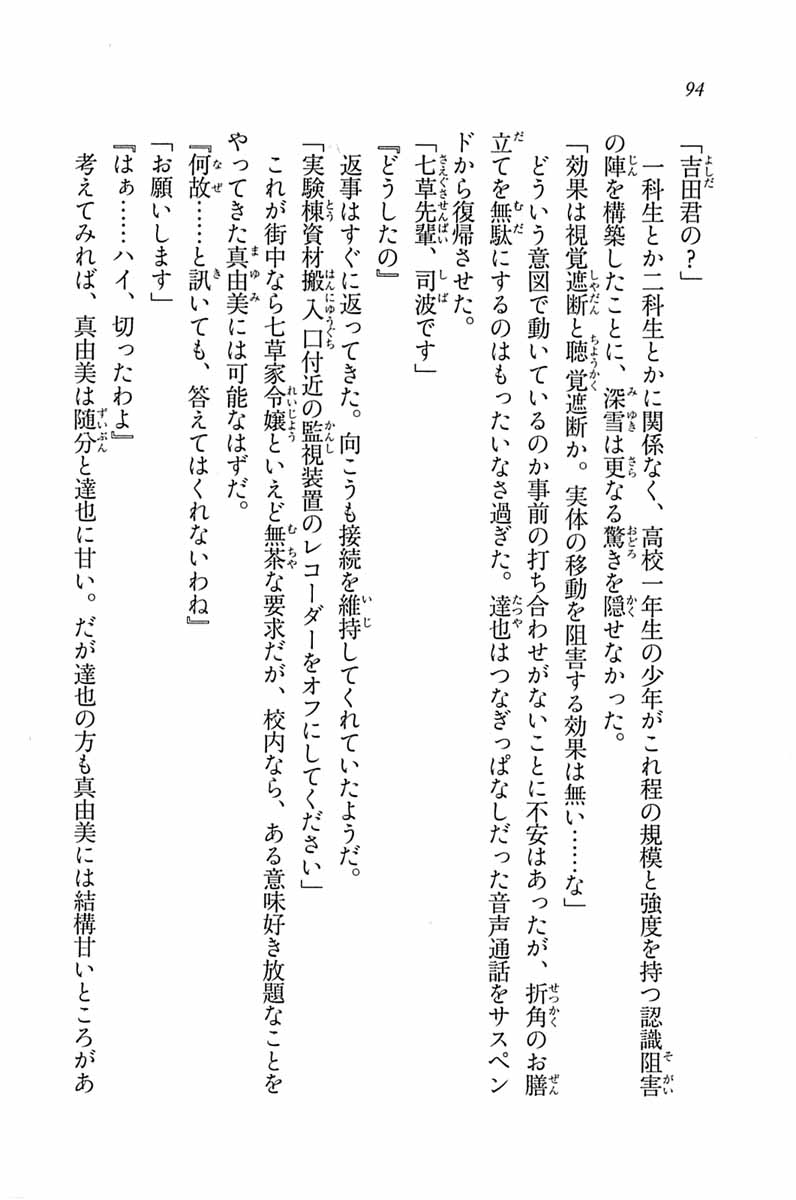 94
「吉田君の？」
　一科生とか二科生とかに関係なく、高校一年生の少年がこれ程の規模と強度を持つ認識阻害
の陣を構築したことに、深雪は更なる驚きを隠せなかった。
「効果は視覚遮断と聴覚遮断か。実体の移動を阻害する効果は無い……な」
　どういう意図で動いているのか事前の打ち合わせがないことに不安はあったが、折角のお膳
立てを無駄にするのはもったいなさ過ぎた。達也はつなぎっぱなしだった音声通話をサスペン
ドから復帰させた。
「七草先輩、司波です」
『どうしたの』
　返事はすぐに返ってきた。向こうも接続を維持してくれていたようだ。
「実験棟資材搬入口付近の監視装置のレコーダーをオフにしてください」
　これが街中なら七草家令嬢といえど無茶な要求だが、校内なら、ある意味好き放題なことを
やってきた真由美には可能なはずだ。
『何故……と訊いても、答えてはくれないわね』
「お願いします」
『はぁ……ハイ、切ったわよ』
　考えてみれば、真由美は随分と達也に甘い。だが達也の方も真由美には結構甘いところがあ